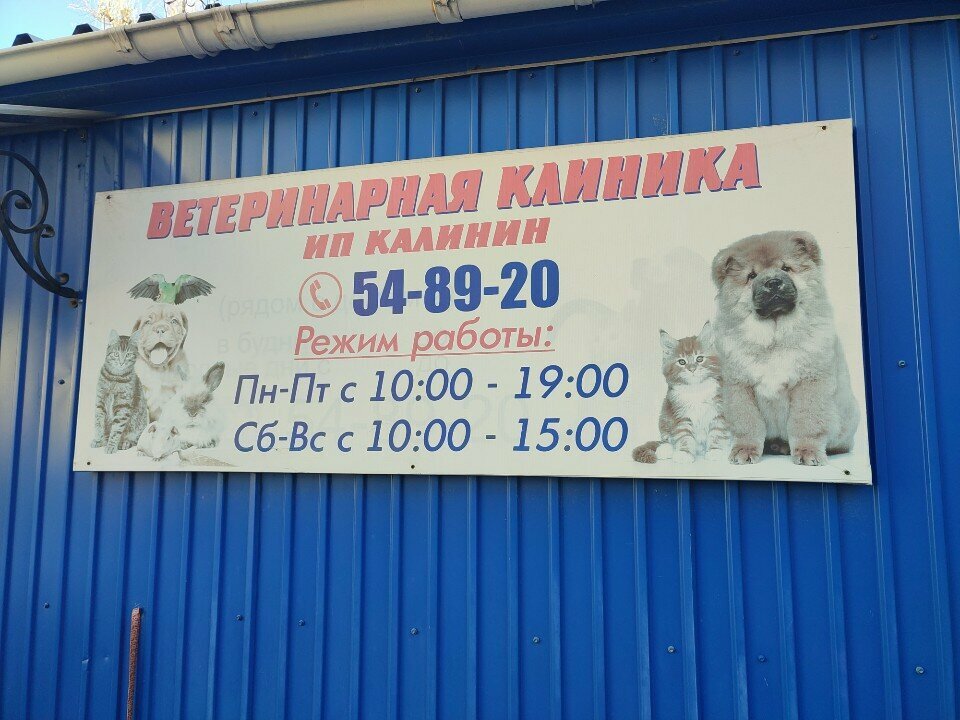 ВЕТЕРИНАРНАЯ КЛИНИКА
ИП КАЛИНИН
54-89-20
Режим работы:
Пн-Пт с 10:00 - 19:00
Сб-Вс с 10:00 - 15:00